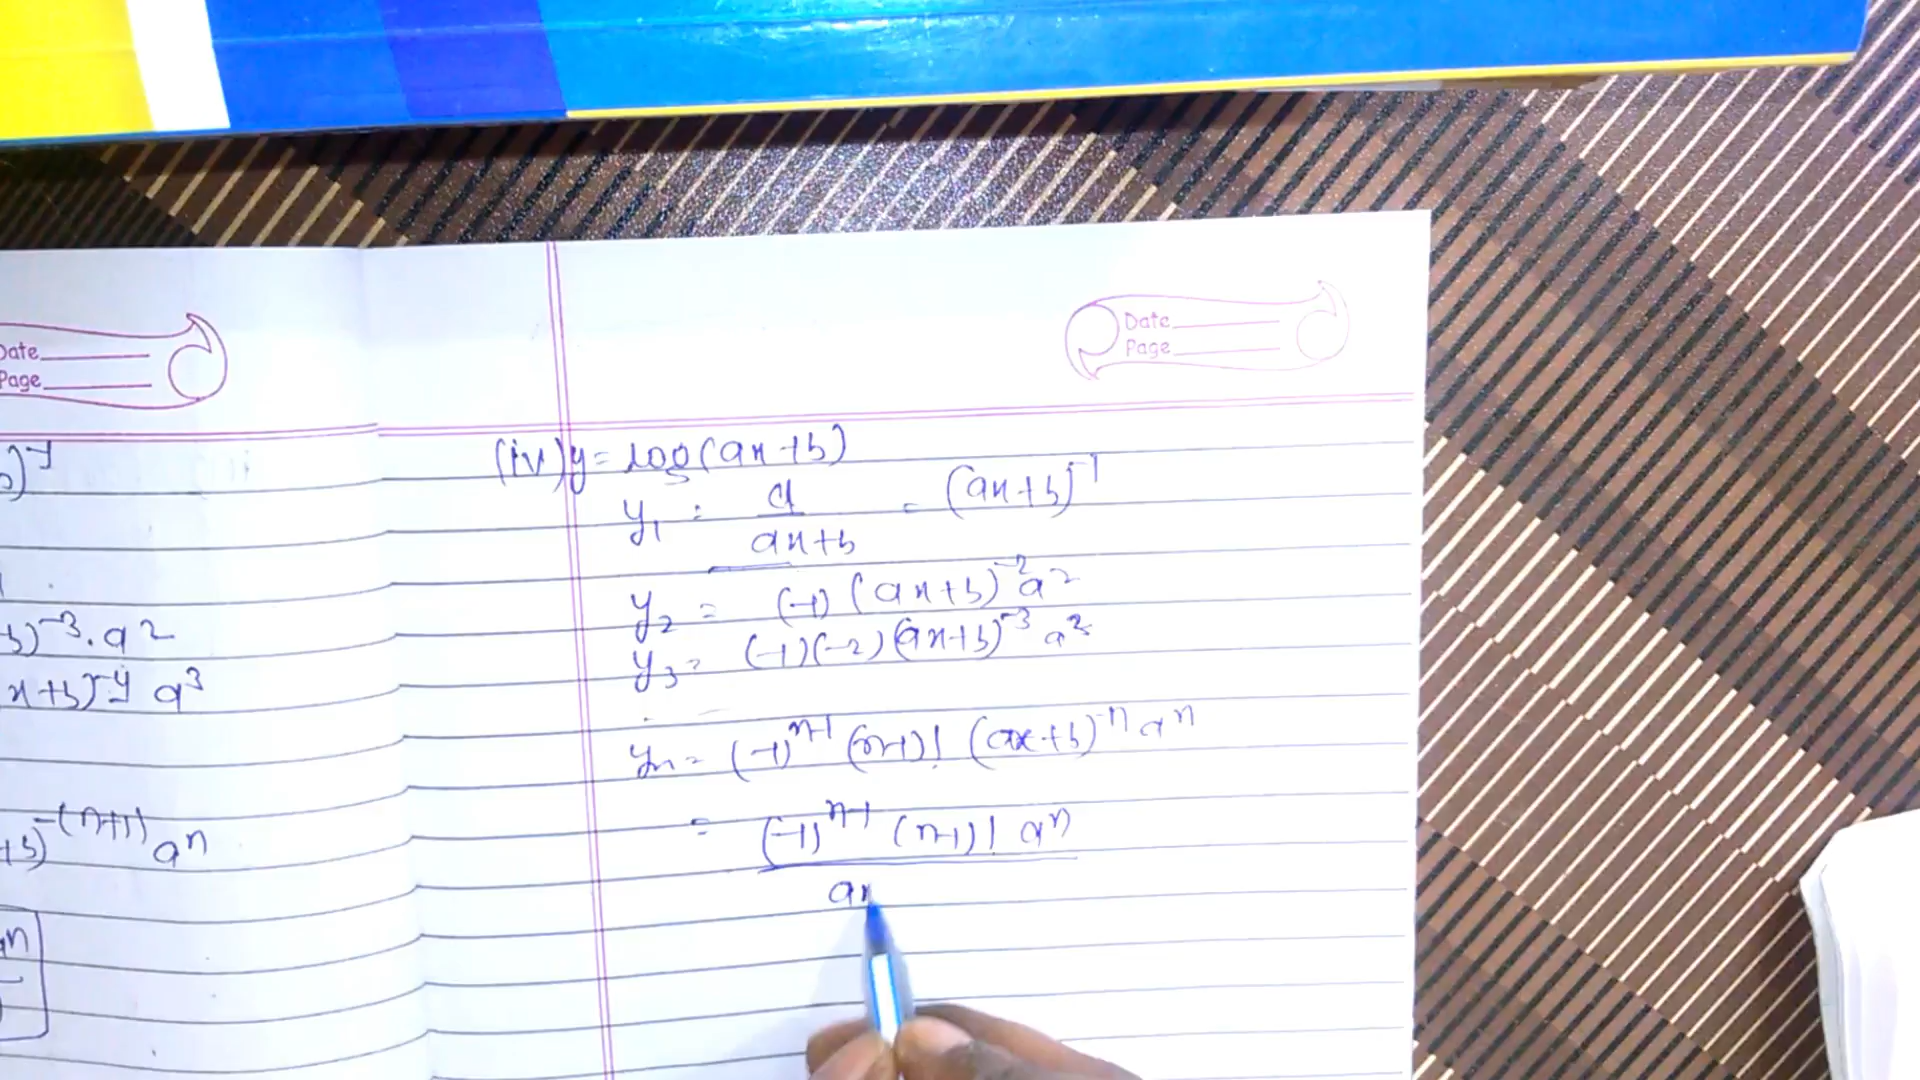 Date
Page
Date
Page
)⁻¹
b)⁻³.a²
x+b)⁻⁴ a³
+b)^-(n+1) aⁿ
aⁿ
(iv) y = log(ax+b)
y₁ = a/(ax+b) = (ax+b)⁻¹
y₂ = (-1) (ax+b)⁻² a²
y₃ = (-1)(-2) (ax+b)⁻³ a³
yₙ = (-1)ⁿ⁻¹ (n-1)! (ax+b)⁻ⁿ aⁿ
= (-1)ⁿ⁻¹ (n-1)! aⁿ
ax